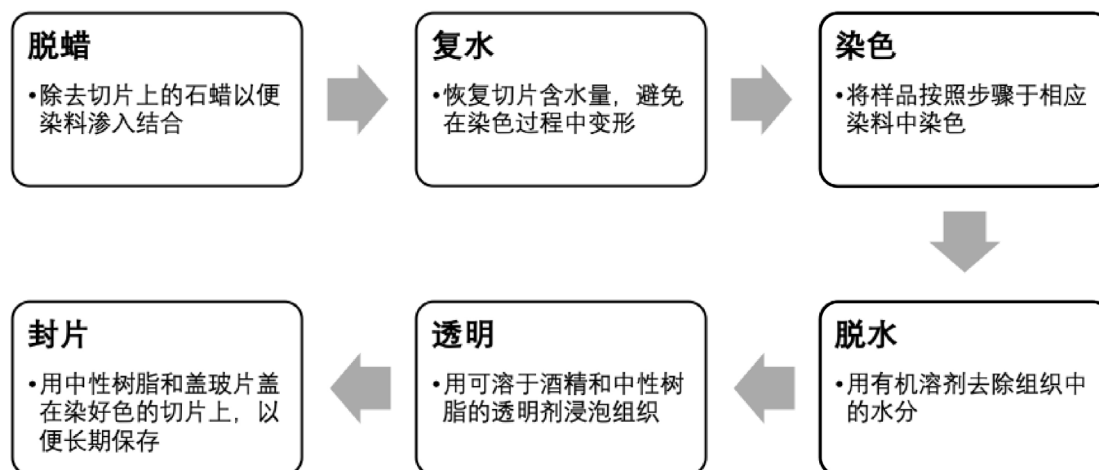 脱蜡
•除去切片上的石蜡以便
染料渗入结合
复水
•恢复切片含水量，避免
在染色过程中变形
染色
•将样品按照步骤于相应
染料中染色
脱水
•用有机溶剂去除组织中
的水分
透明
•用可溶于酒精和中性树
脂的透明剂浸泡组织
封片
•用中性树脂和盖玻片盖
在染好色的切片上，以
便长期保存